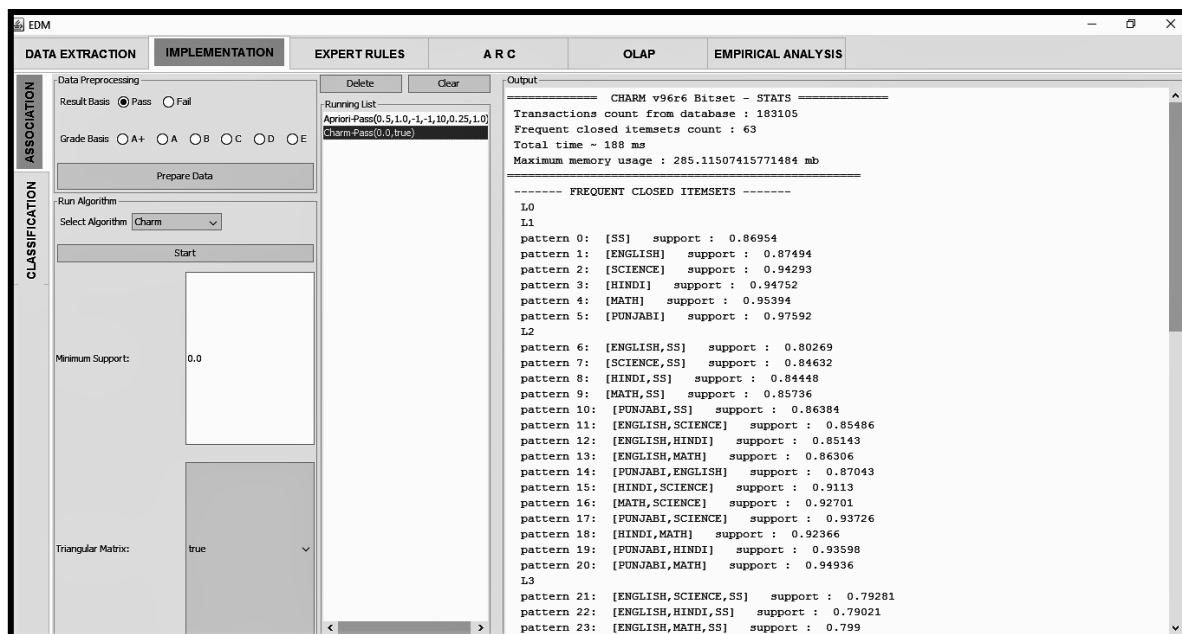 EDM
DATA EXTRACTION IMPLEMENTATION EXPERT RULES A R C OLAP EMPIRICAL ANALYSIS
ASSOCIATION
CLASSIFICATION
Data Preprocessing
Result Basis Pass Fail
Grade Basis A+ A B C D E
Prepare Data
Run Algorithm
Select Algorithm Charm
Start
Minimum Support: 0.0
Triangular Matrix: true
Delete Clear
Running List
Apriori-Pass(0.5,1.0,-1,-1,10,0.25,1.0)
Charm-Pass(0.0,true)
Output
============= CHARM v96r6 Bitset - STATS =============
Transactions count from database : 183105
Frequent closed itemsets count : 63
Total time ~ 188 ms
Maximum memory usage : 285.11507415771484 mb
===================================================
------- FREQUENT CLOSED ITEMSETS -------
L0
L1
pattern 0: [SS] support : 0.86954
pattern 1: [ENGLISH] support : 0.87494
pattern 2: [SCIENCE] support : 0.94293
pattern 3: [HINDI] support : 0.94752
pattern 4: [MATH] support : 0.95394
pattern 5: [PUNJABI] support : 0.97592
L2
pattern 6: [ENGLISH,SS] support : 0.80269
pattern 7: [SCIENCE,SS] support : 0.84632
pattern 8: [HINDI,SS] support : 0.84448
pattern 9: [MATH,SS] support : 0.85736
pattern 10: [PUNJABI,SS] support : 0.86384
pattern 11: [ENGLISH,SCIENCE] support : 0.85486
pattern 12: [ENGLISH,HINDI] support : 0.85143
pattern 13: [ENGLISH,MATH] support : 0.86306
pattern 14: [PUNJABI,ENGLISH] support : 0.87043
pattern 15: [HINDI,SCIENCE] support : 0.9113
pattern 16: [MATH,SCIENCE] support : 0.92701
pattern 17: [PUNJABI,SCIENCE] support : 0.93726
pattern 18: [HINDI,MATH] support : 0.92366
pattern 19: [PUNJABI,HINDI] support : 0.93598
pattern 20: [PUNJABI,MATH] support : 0.94936
L3
pattern 21: [ENGLISH,SCIENCE,SS] support : 0.79281
pattern 22: [ENGLISH,HINDI,SS] support : 0.79021
pattern 23: [ENGLISH,MATH,SS] support : 0.799